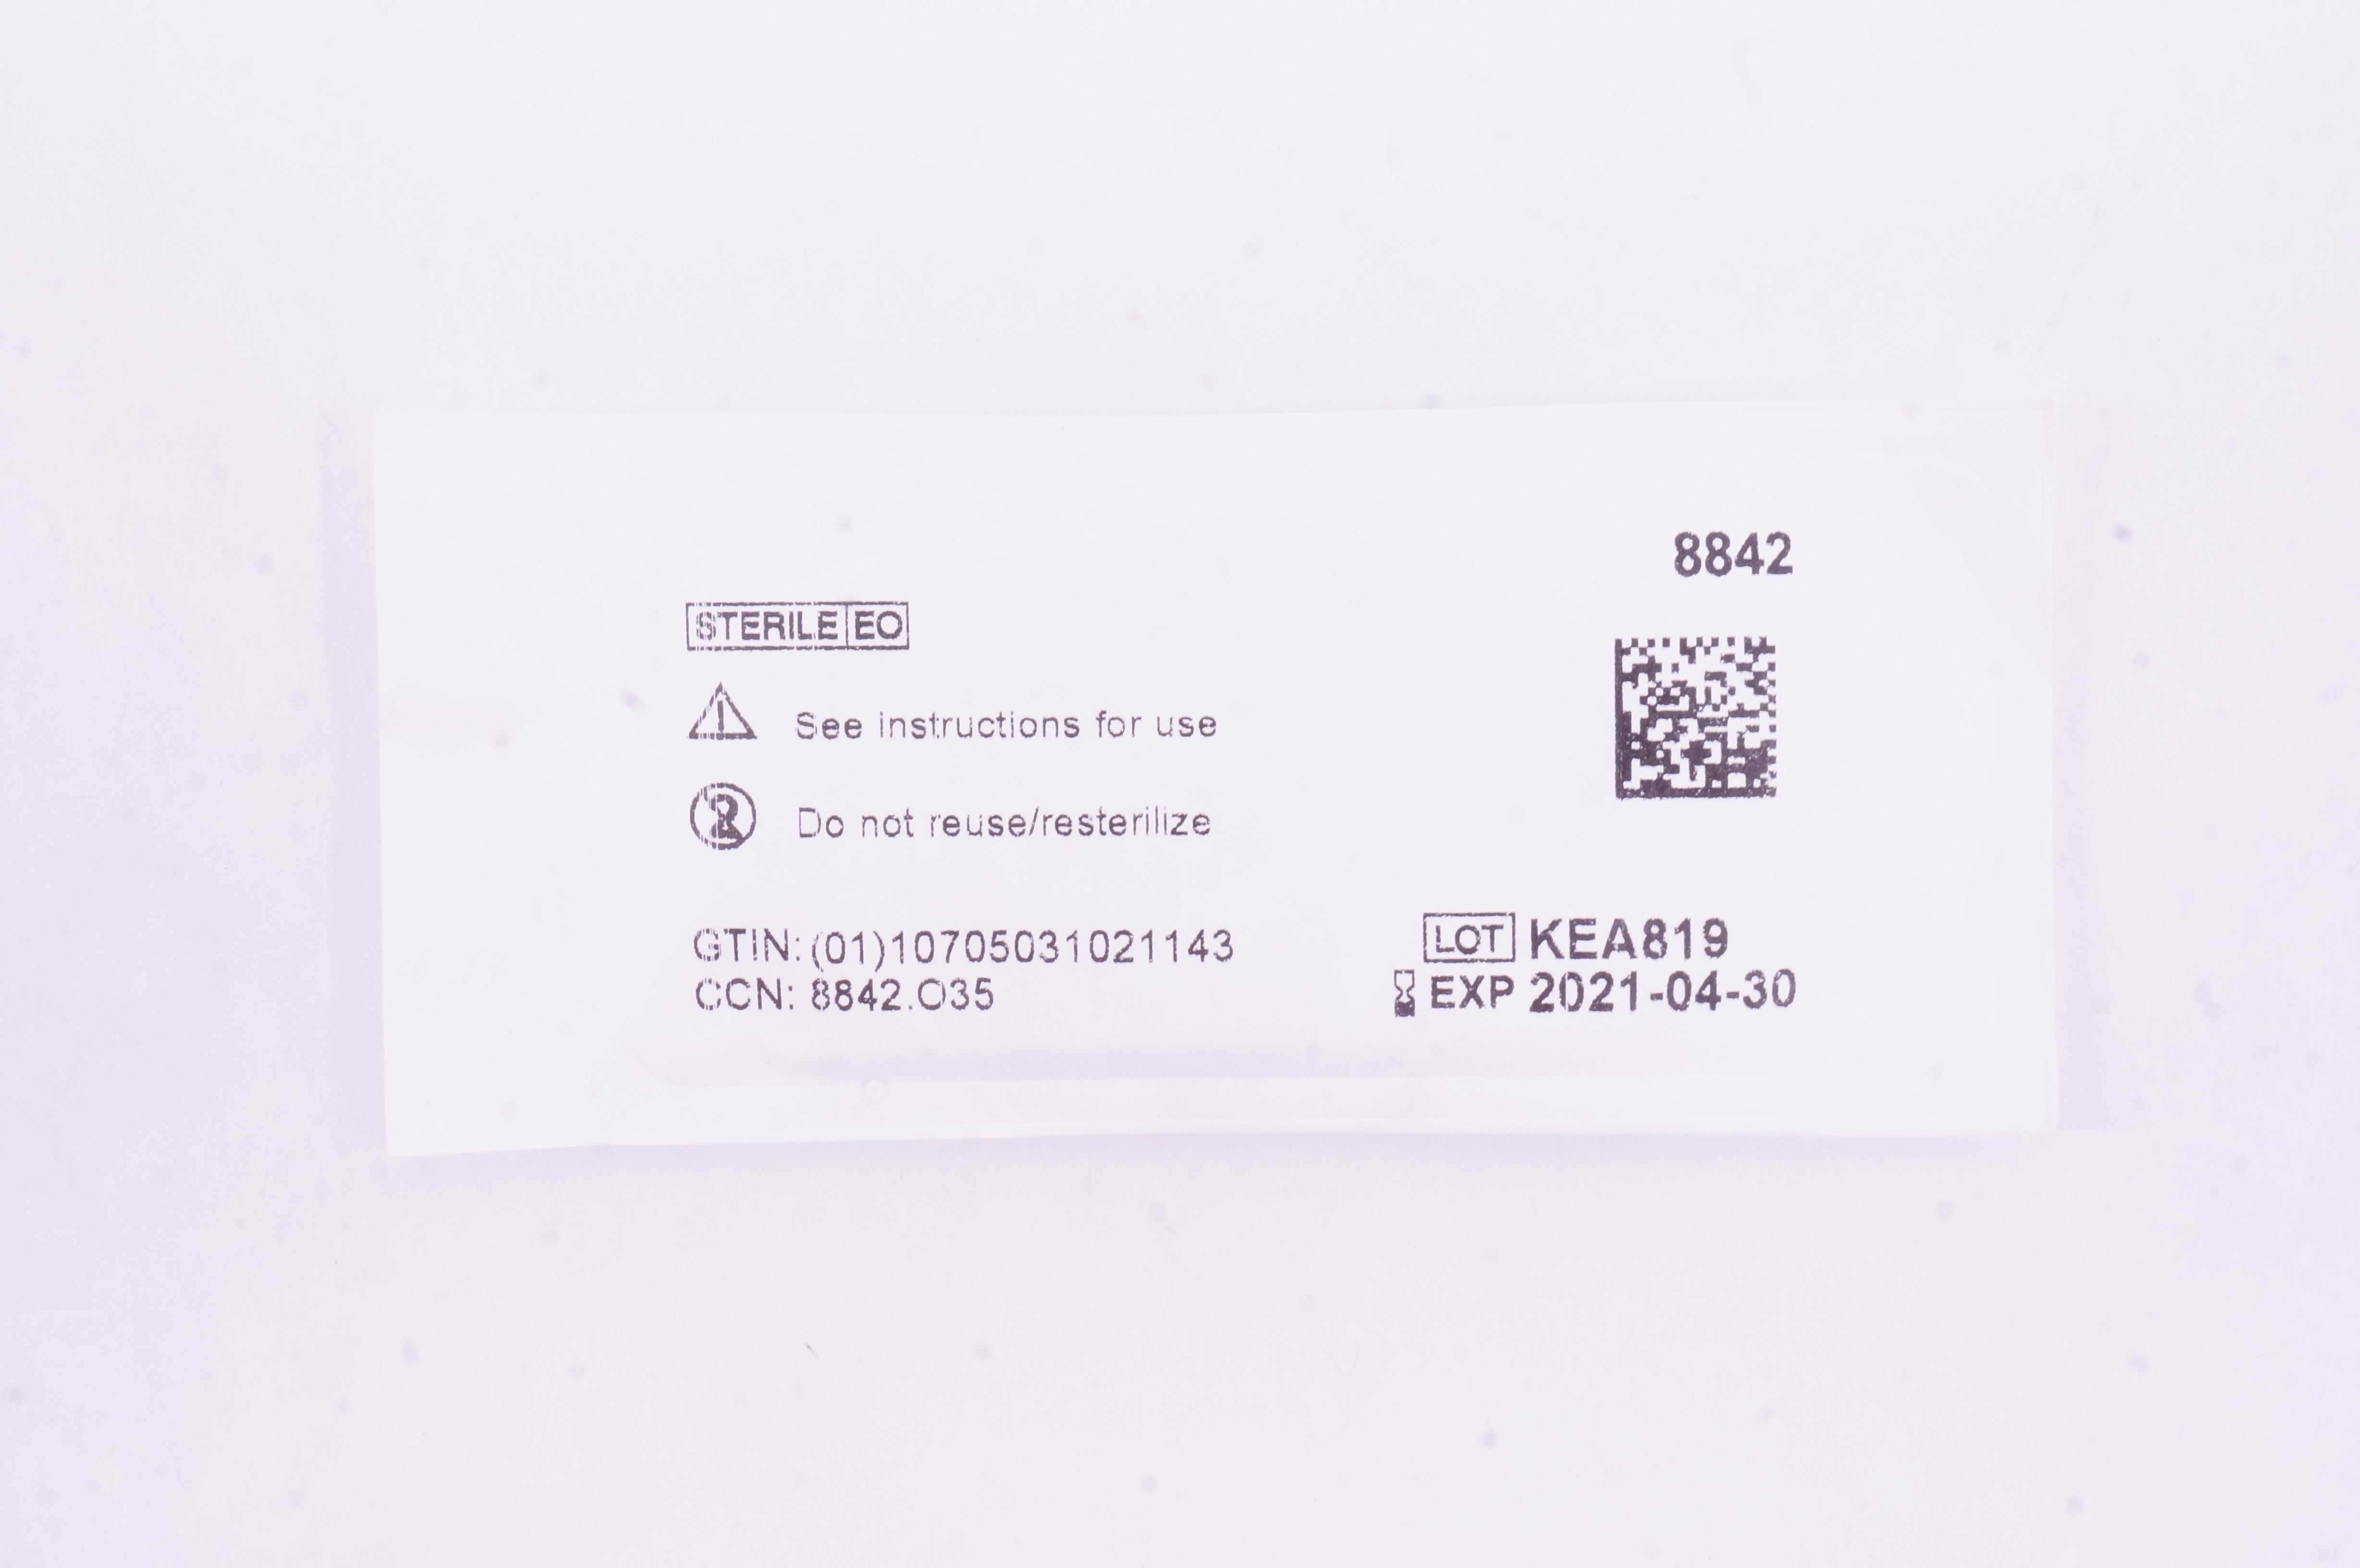 8842
STERILE EO
See instructions for use
Do not reuse/resterilize
GTIN: (01)10705031021143
CCN: 8842.O35
LOT KEA819
EXP 2021-04-30